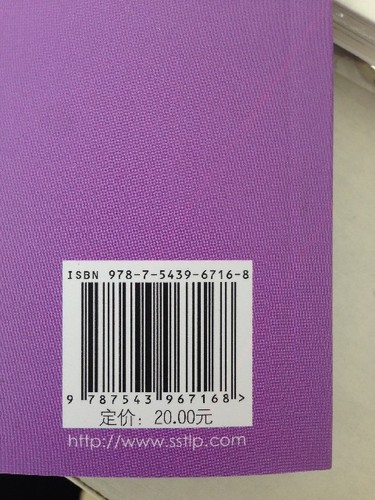 ISBN 978-7-5439-6716-8
9 787543 967168>
定价：20.00元
http://www.sstlp.com